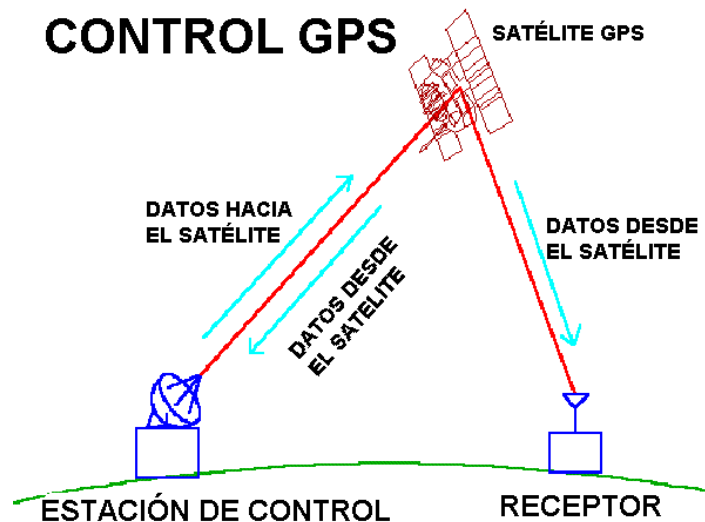 CONTROL GPS
SATÉLITE GPS
DATOS HACIA
EL SATÉLITE
DATOS DESDE
EL SATELITE
DATOS DESDE
EL SATÉLITE
ESTACIÓN DE CONTROL
RECEPTOR